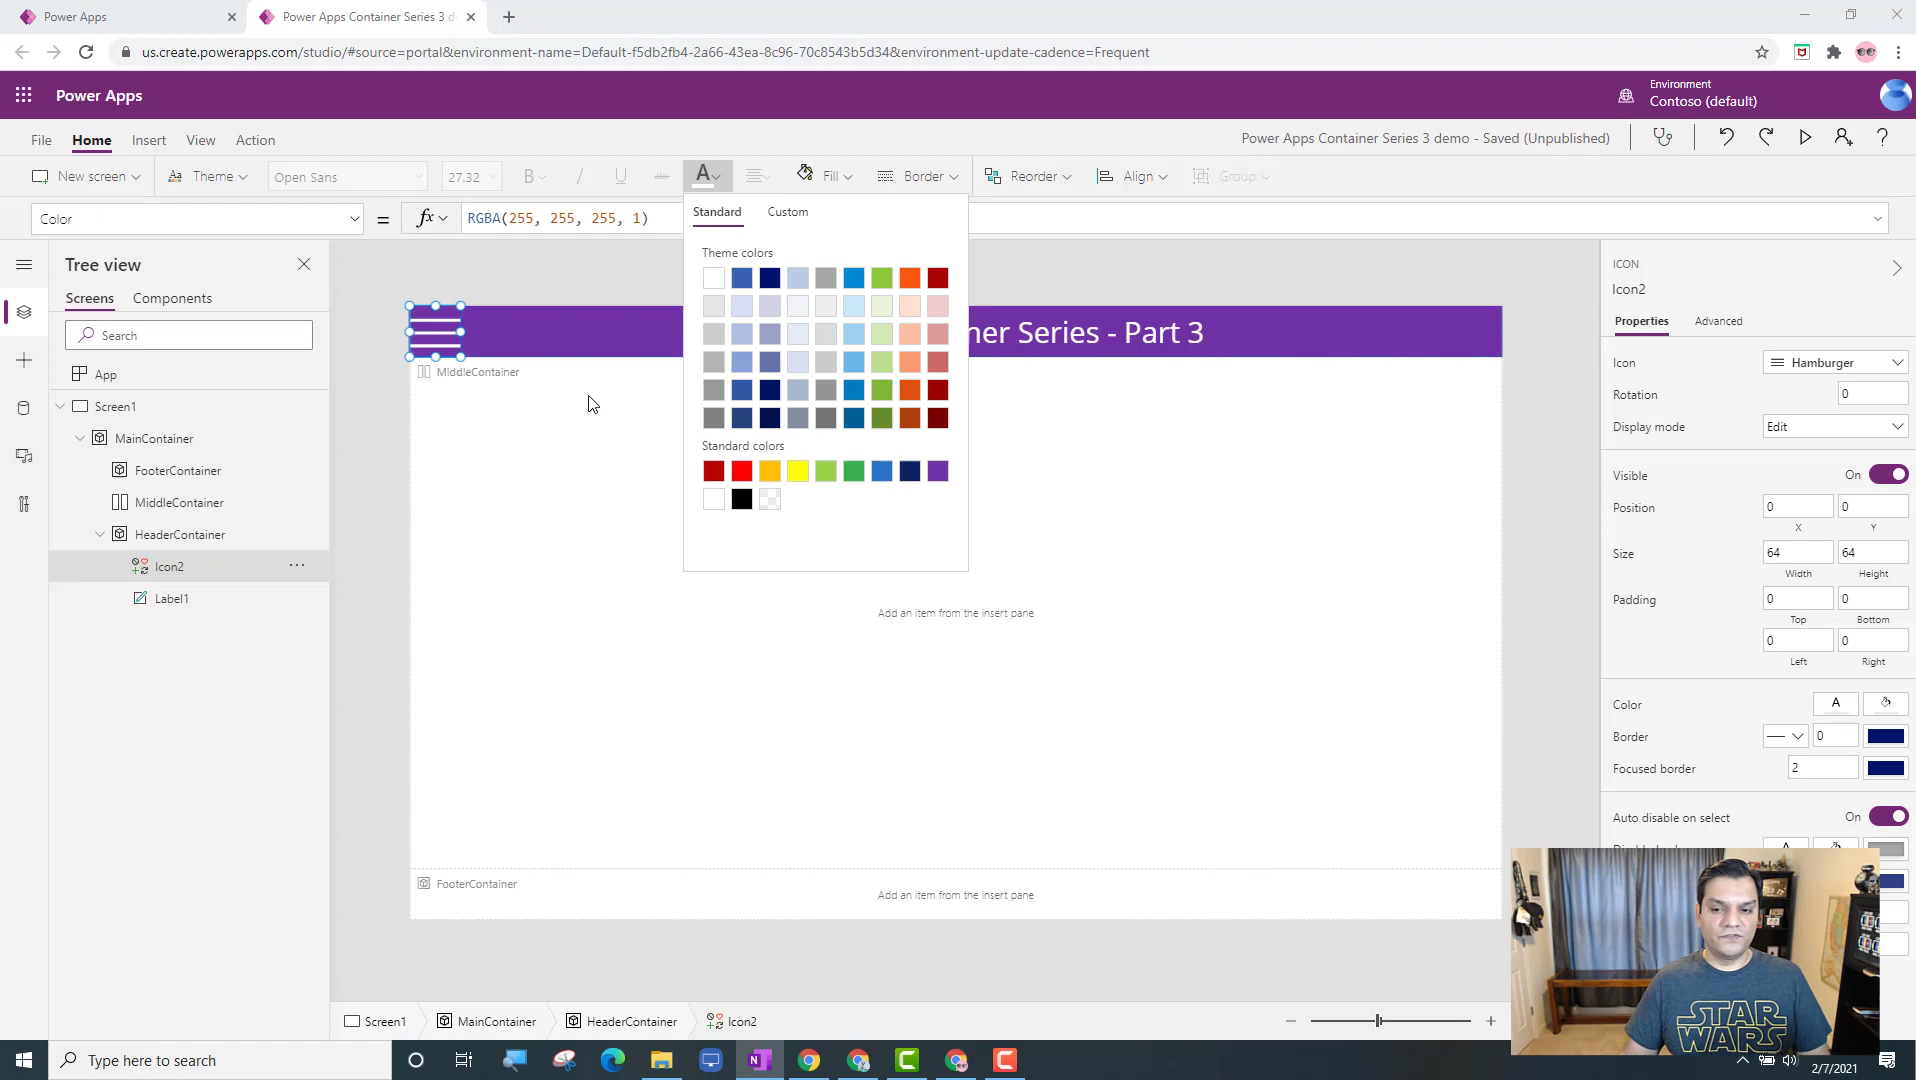 Power Apps
Power Apps Container Series 3 d
us.create.powerapps.com/studio/#source=portal&environment-name=Default-f5db2fb4-2a66-43ea-8c96-70c8543b5d34&environment-update-cadence=Frequent
Power Apps
Environment
Contoso (default)
File Home Insert View Action
Power Apps Container Series 3 demo - Saved (Unpublished)
New screen Theme Open Sans 27.32 B / U abc A Fill Border Reorder Align Group
Color = fx RGBA(255, 255, 255, 1)
Standard Custom
Theme colors
Standard colors
Tree view
Screens Components
Search
App
Screen1
MainContainer
FooterContainer
MiddleContainer
HeaderContainer
Icon2
Label1
ner Series - Part 3
MiddleContainer
Add an item from the insert pane
FooterContainer
Add an item from the insert pane
ICON
Icon2
Properties Advanced
Icon Hamburger
Rotation 0
Display mode Edit
Visible On
Position 0 0
X Y
Size 64 64
Width Height
Padding 0 0
Top Bottom
0 0
Left Right
Color A
Border 0
Focused border 2
Auto disable on select On
Screen1 MainContainer HeaderContainer Icon2
STAR
WARS
Type here to search
2/7/2021